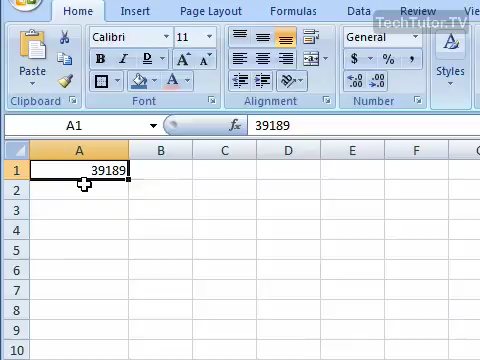 Home Insert Page Layout Formulas Data Review
TechTutor.TV
Paste
Calibri 11
B I U A A
A
General
$ % ,
.00 .0
Styles
Clipboard Font Alignment Number
A1 fx 39189
A B C D E F
1 39189
2
3
4
5
6
7
8
9
10